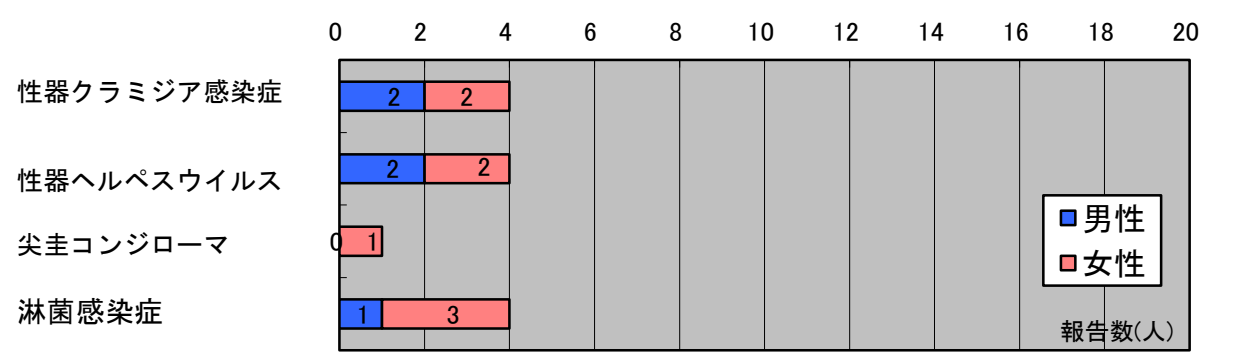 0 2 4 6 8 10 12 14 16 18 20
性器クラミジア感染症 2 2
性器ヘルペスウイルス 2 2
尖圭コンジローマ 0 1
淋菌感染症 1 3
男性
女性
報告数(人)